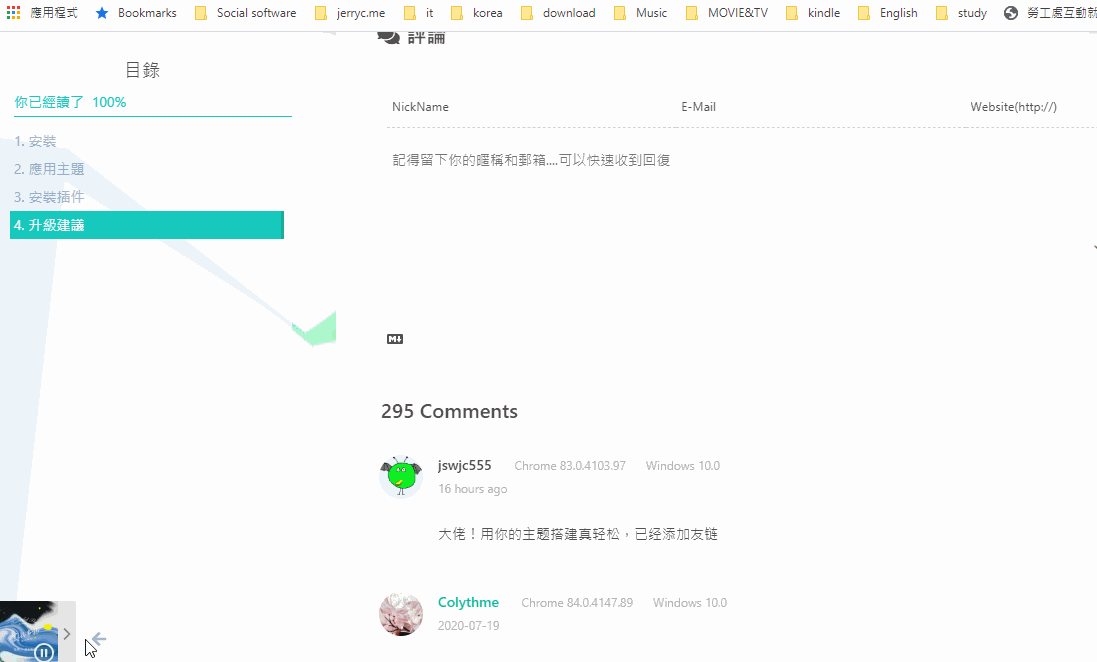 應用程式 Bookmarks Social software jerryc.me it korea download Music MOVIE&TV kindle English study 勞工處互動就
目錄
你已經讀了 100%
1. 安裝
2. 應用主題
3. 安裝插件
4. 升級建議
評論
NickName E-Mail Website(http://)
記得留下你的暱稱和郵箱....可以快速收到回復
M↓
295 Comments
jswjc555 Chrome 83.0.4103.97 Windows 10.0
16 hours ago
大佬！用你的主题搭建真轻松，已经添加友链
Colythme Chrome 84.0.4147.89 Windows 10.0
2020-07-19